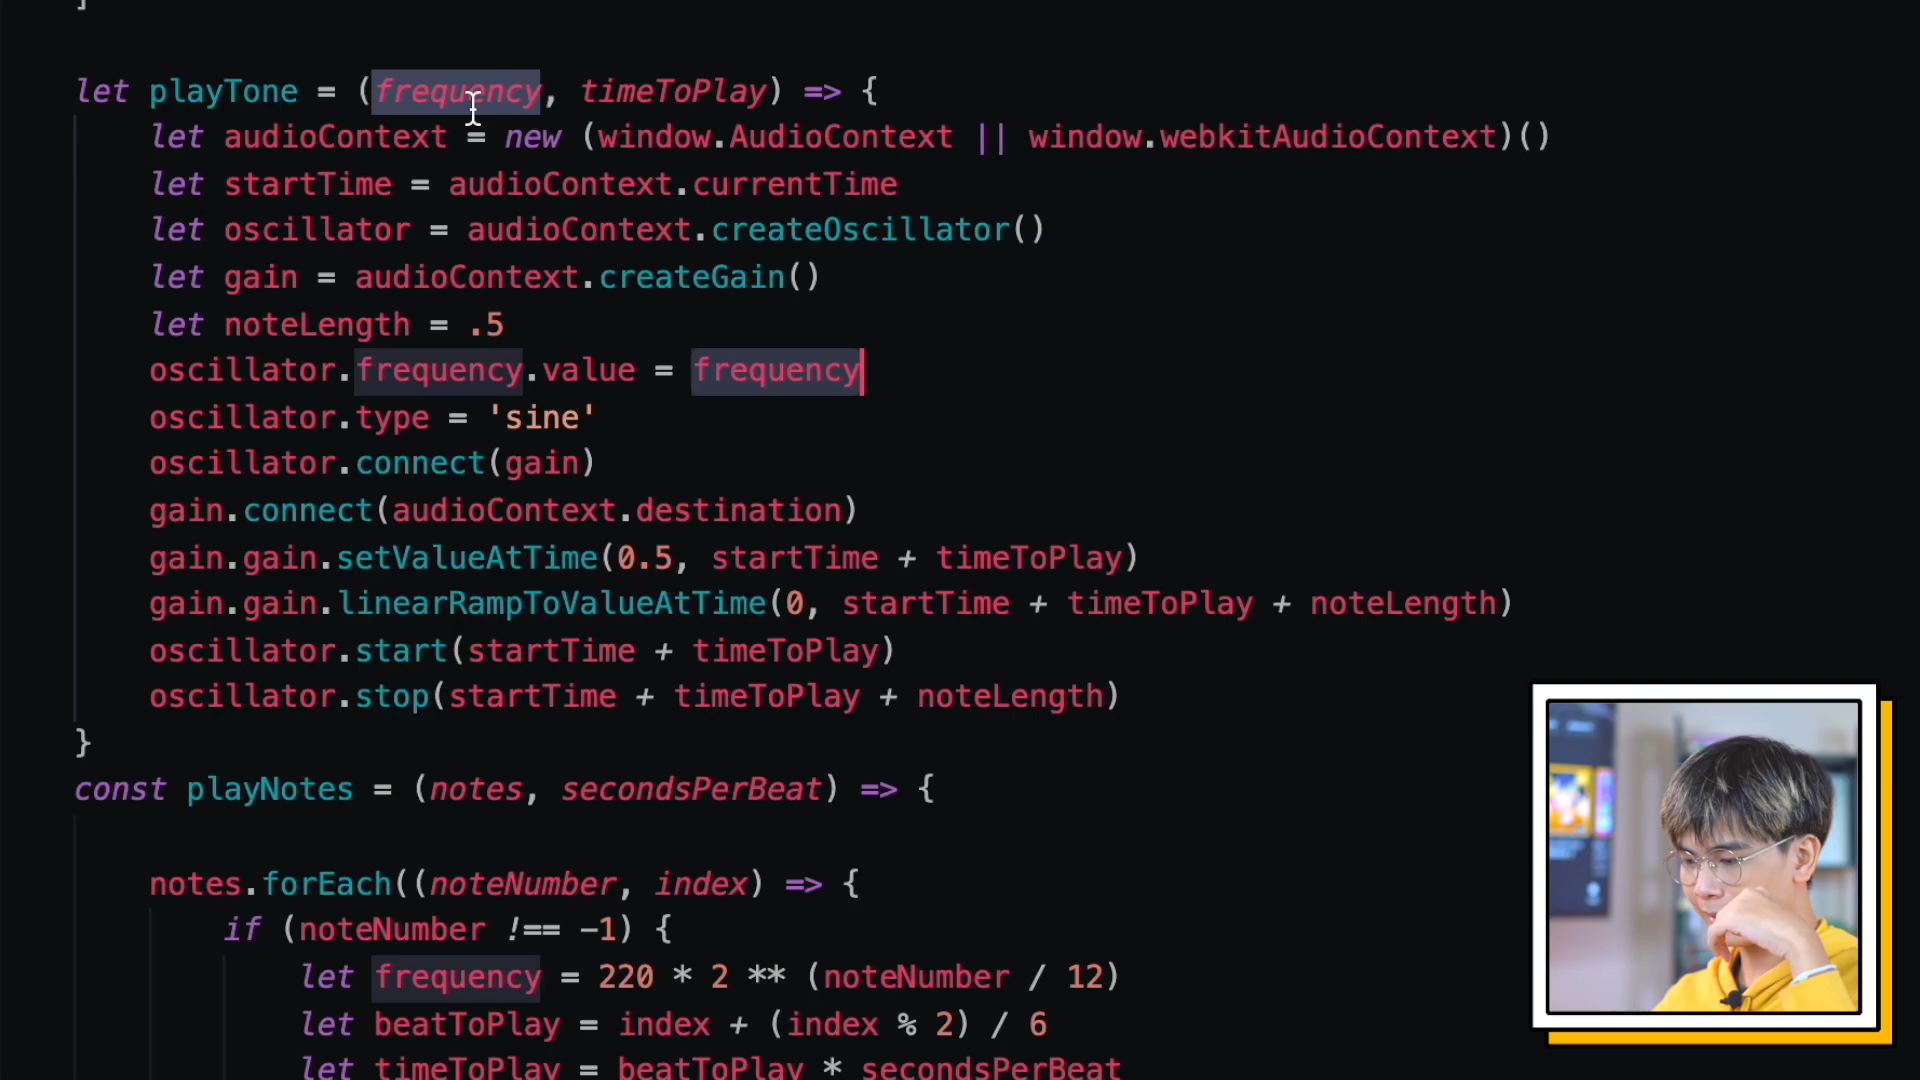 ]
let playTone = (frequency, timeToPlay) => {
let audioContext = new (window.AudioContext || window.webkitAudioContext)()
let startTime = audioContext.currentTime
let oscillator = audioContext.createOscillator()
let gain = audioContext.createGain()
let noteLength = .5
oscillator.frequency.value = frequency
oscillator.type = 'sine'
oscillator.connect(gain)
gain.connect(audioContext.destination)
gain.gain.setValueAtTime(0.5, startTime + timeToPlay)
gain.gain.linearRampToValueAtTime(0, startTime + timeToPlay + noteLength)
oscillator.start(startTime + timeToPlay)
oscillator.stop(startTime + timeToPlay + noteLength)
}
const playNotes = (notes, secondsPerBeat) => {
notes.forEach((noteNumber, index) => {
if (noteNumber !== -1) {
let frequency = 220 * 2 ** (noteNumber / 12)
let beatToPlay = index + (index % 2) / 6
let timeToPlay = beatToPlay * secondsPerBeat